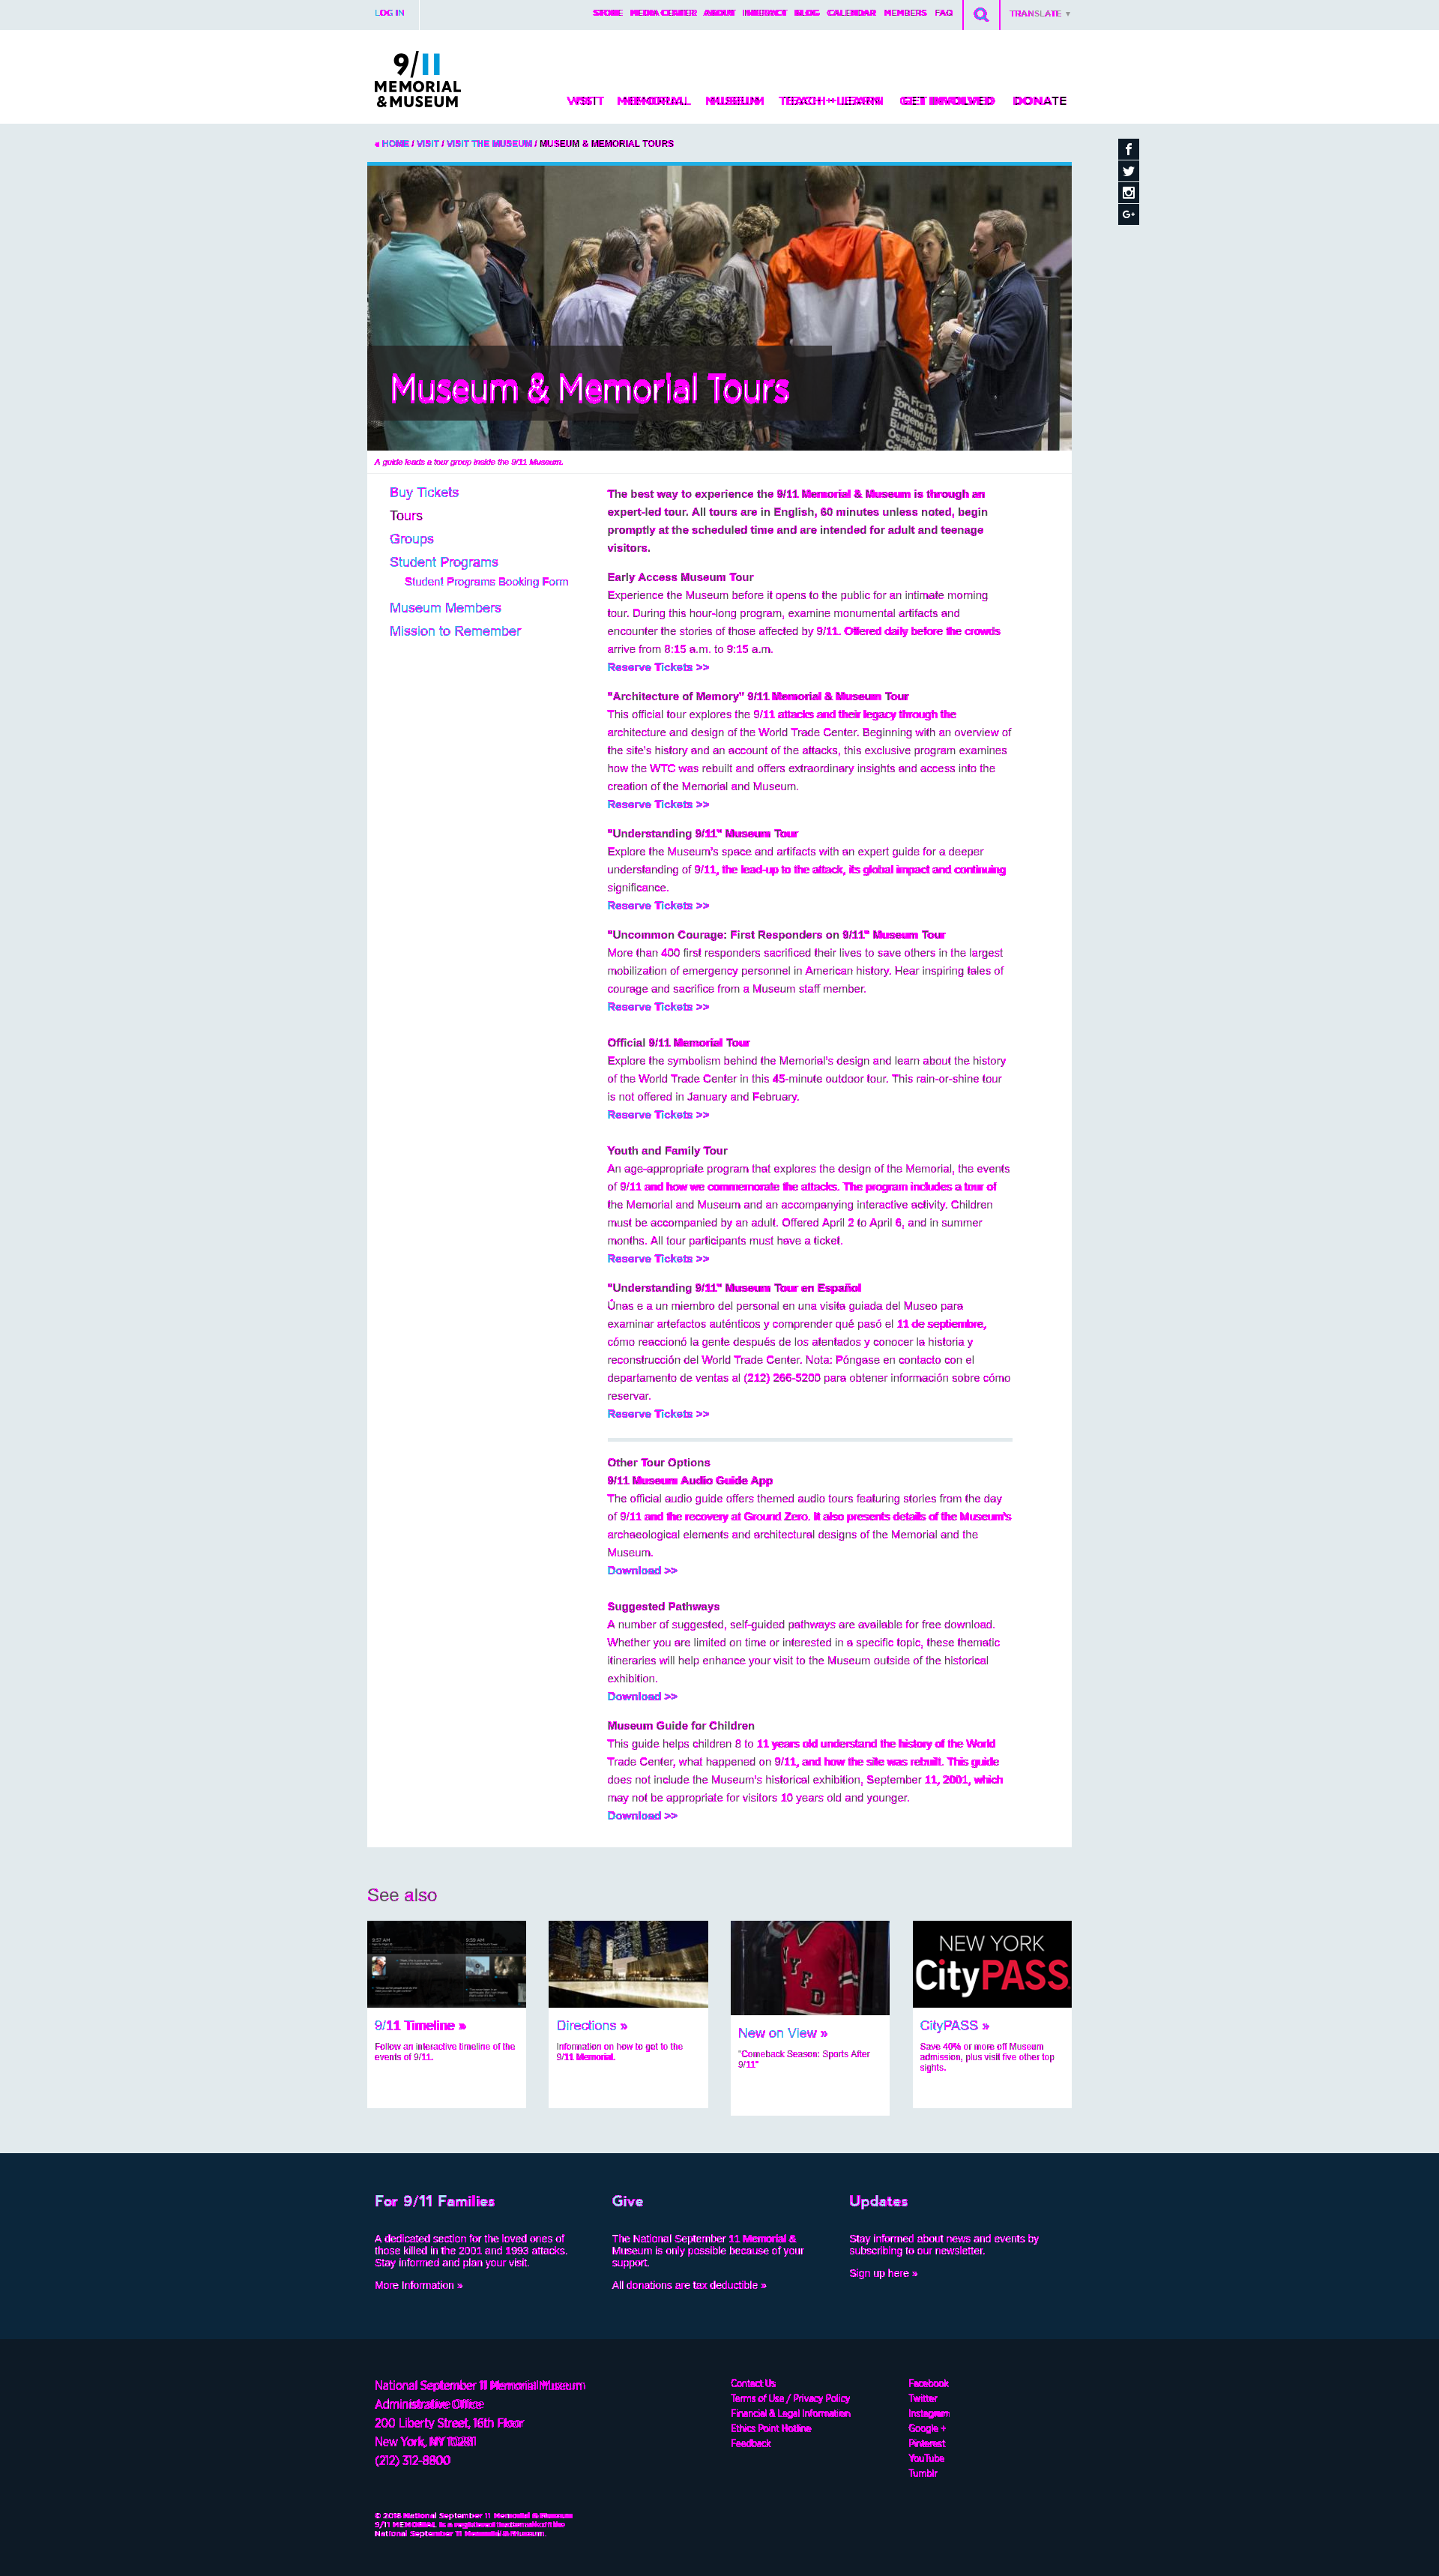 LOG IN
STORE MEDIA CENTER ABOUT INTERACT BLOG CALENDAR MEMBERS FAQ
TRANSLATE ▼
9/11
MEMORIAL
&MUSEUM
VISIT MEMORIAL MUSEUM TEACH + LEARN GET INVOLVED DONATE
« HOME / VISIT / VISIT THE MUSEUM / MUSEUM & MEMORIAL TOURS
Museum & Memorial Tours
A guide leads a tour group inside the 9/11 Museum.
Buy Tickets
Tours
Groups
Student Programs
Student Programs Booking Form
Museum Members
Mission to Remember
The best way to experience the 9/11 Memorial & Museum is through an
expert-led tour. All tours are in English, 60 minutes unless noted, begin
promptly at the scheduled time and are intended for adult and teenage
visitors.
Early Access Museum Tour
Experience the Museum before it opens to the public for an intimate morning
tour. During this hour-long program, examine monumental artifacts and
encounter the stories of those affected by 9/11. Offered daily before the crowds
arrive from 8:15 a.m. to 9:15 a.m.
Reserve Tickets >>
"Architecture of Memory" 9/11 Memorial & Museum Tour
This official tour explores the 9/11 attacks and their legacy through the
architecture and design of the World Trade Center. Beginning with an overview of
the site's history and an account of the attacks, this exclusive program examines
how the WTC was rebuilt and offers extraordinary insights and access into the
creation of the Memorial and Museum.
Reserve Tickets >>
"Understanding 9/11" Museum Tour
Explore the Museum's space and artifacts with an expert guide for a deeper
understanding of 9/11, the lead-up to the attack, its global impact and continuing
significance.
Reserve Tickets >>
"Uncommon Courage: First Responders on 9/11" Museum Tour
More than 400 first responders sacrificed their lives to save others in the largest
mobilization of emergency personnel in American history. Hear inspiring tales of
courage and sacrifice from a Museum staff member.
Reserve Tickets >>
Official 9/11 Memorial Tour
Explore the symbolism behind the Memorial's design and learn about the history
of the World Trade Center in this 45-minute outdoor tour. This rain-or-shine tour
is not offered in January and February.
Reserve Tickets >>
Youth and Family Tour
An age-appropriate program that explores the design of the Memorial, the events
of 9/11 and how we commemorate the attacks. The program includes a tour of
the Memorial and Museum and an accompanying interactive activity. Children
must be accompanied by an adult. Offered April 2 to April 6, and in summer
months. All tour participants must have a ticket.
Reserve Tickets >>
"Understanding 9/11" Museum Tour en Español
Únas e a un miembro del personal en una visita guiada del Museo para
examinar artefactos auténticos y comprender qué pasó el 11 de septiembre,
cómo reaccionó la gente después de los atentados y conocer la historia y
reconstrucción del World Trade Center. Nota: Póngase en contacto con el
departamento de ventas al (212) 266-5200 para obtener información sobre cómo
reservar.
Reserve Tickets >>
Other Tour Options
9/11 Museum Audio Guide App
The official audio guide offers themed audio tours featuring stories from the day
of 9/11 and the recovery at Ground Zero. It also presents details of the Museum's
archaeological elements and architectural designs of the Memorial and the
Museum.
Download >>
Suggested Pathways
A number of suggested, self-guided pathways are available for free download.
Whether you are limited on time or interested in a specific topic, these thematic
itineraries will help enhance your visit to the Museum outside of the historical
exhibition.
Download >>
Museum Guide for Children
This guide helps children 8 to 11 years old understand the history of the World
Trade Center, what happened on 9/11, and how the site was rebuilt. This guide
does not include the Museum's historical exhibition, September 11, 2001, which
may not be appropriate for visitors 10 years old and younger.
Download >>
See also
NEW YORK
CityPASS
9/11 Timeline »
Follow an interactive timeline of the
events of 9/11.
Directions »
Infomation on how to get to the
9/11 Memorial.
New on View »
"Comeback Season: Sports After
9/11"
CityPASS »
Save 40% or more off Museum
admission, plus visit five other top
sights.
For 9/11 Families
A dedicated section for the loved ones of
those killed in the 2001 and 1993 attacks.
Stay informed and plan your visit.
More Information »
Give
The National September 11 Memorial &
Museum is only possible because of your
support.
All donations are tax deductible »
Updates
Stay informed about news and events by
subscribing to our newsletter.
Sign up here »
National September 11 Memorial Museum
Administrative Office
200 Liberty Street, 16th Floor
New York, NY 10281
(212) 312-8800
Contact Us
Terms of Use / Privacy Policy
Financial & Legal Information
Ethics Point Hotline
Feedback
Facebook
Twitter
Instagram
Google +
Pinterest
YouTube
Tumblr
© 2018 National September 11 Memorial & Museum
9/11 MEMORIAL is a registered trademark of the
National September 11 Memorial & Museum.